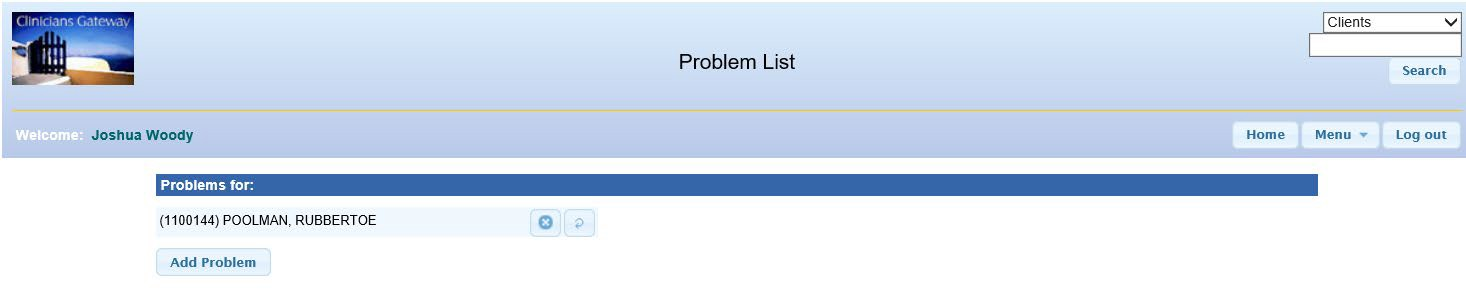 Clinicians Gateway
Clients
Problem List
Search
Welcome: Joshua Woody
Home Menu Log out
Problems for:
(1100144) POOLMAN, RUBBERTOE
Add Problem